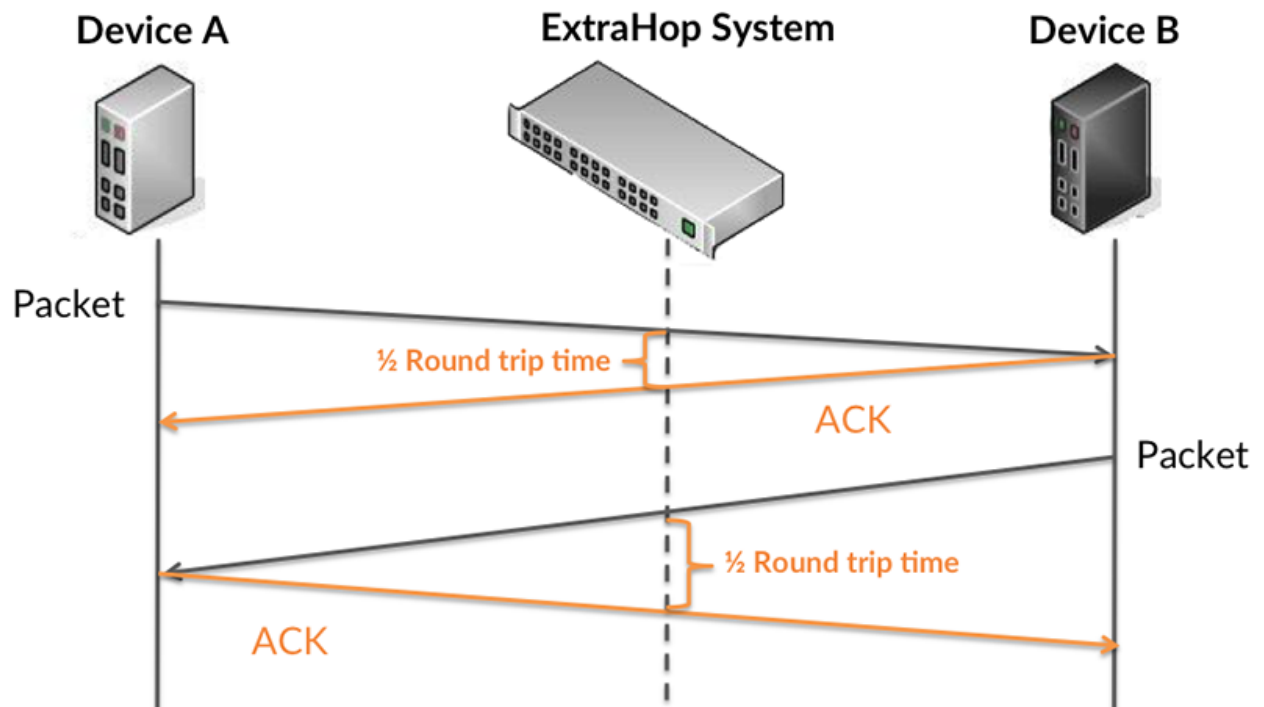 Device A
ExtraHop System
Device B
Packet
½ Round trip time
ACK
Packet
½ Round trip time
ACK